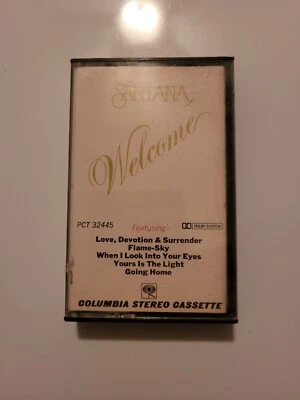 SANTANA
Welcome
PCT 32445
Featuring
DOLBY SYSTEM
Love, Devotion & Surrender
Flame-Sky
When I Look Into Your Eyes
Yours Is The Light
Going Home
COLUMBIA STEREO CASSETTE